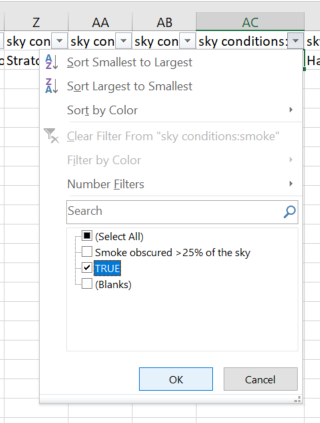 Z AA AB AC
sky con sky con sky con sky conditions: sk
Strato Ha
Sort Smallest to Largest
Sort Largest to Smallest
Sort by Color
Clear Filter From "sky conditions:smoke"
Filter by Color
Number Filters
Search
(Select All)
Smoke obscured >25% of the sky
TRUE
(Blanks)
OK Cancel